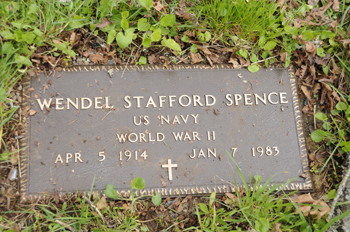 WENDEL STAFFORD SPENCE
US NAVY
WORLD WAR II
APR 5 1914 JAN 7 1983